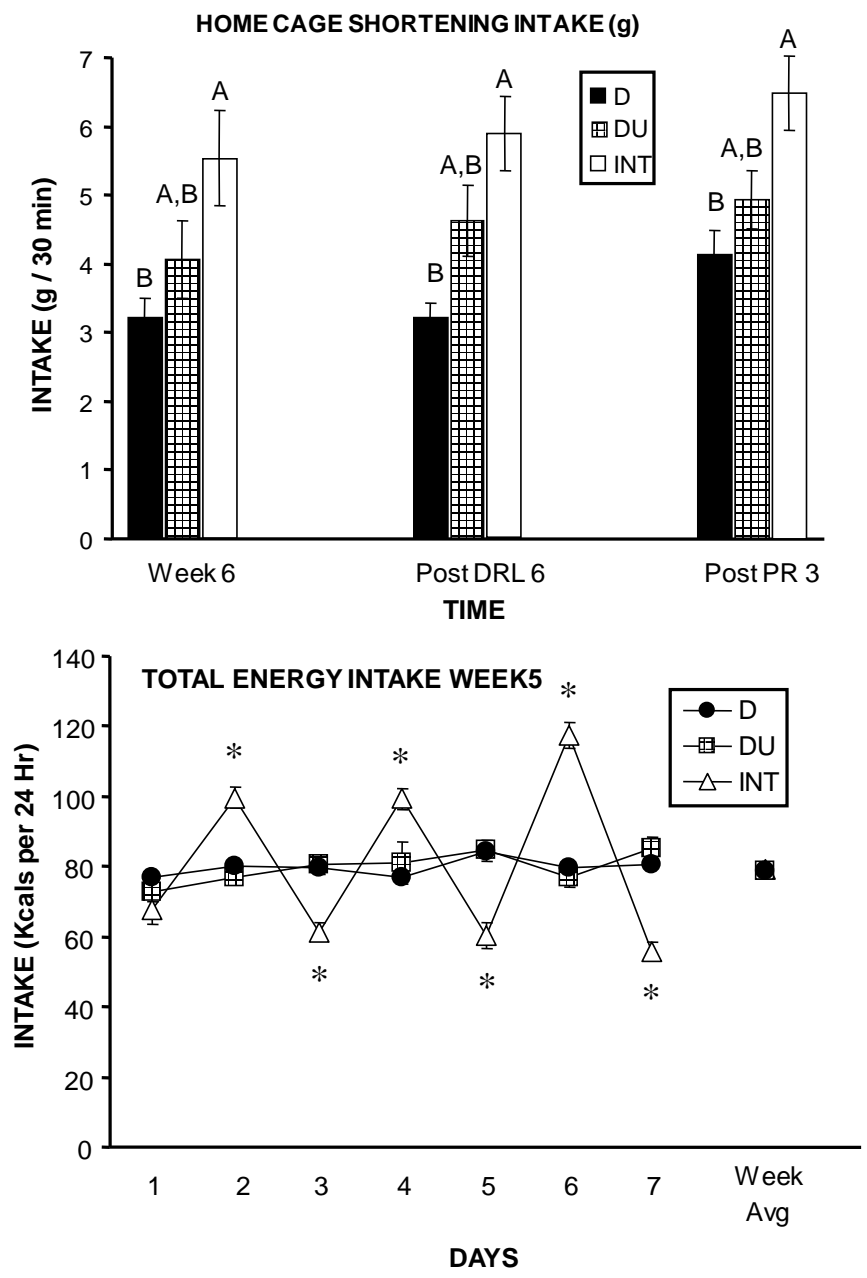 HOME CAGE SHORTENING INTAKE (g)
INTAKE (g / 30 min)
7
6
5
4
3
2
1
0
D
DU
INT
B
A,B
A
B
A,B
A
B
A,B
A
Week 6
Post DRL 6
Post PR 3
TIME
TOTAL ENERGY INTAKE WEEK5
INTAKE (Kcals per 24 Hr)
140
120
100
80
60
40
20
0
D
DU
INT
*
*
*
*
*
*
1
2
3
4
5
6
7
Week
Avg
DAYS